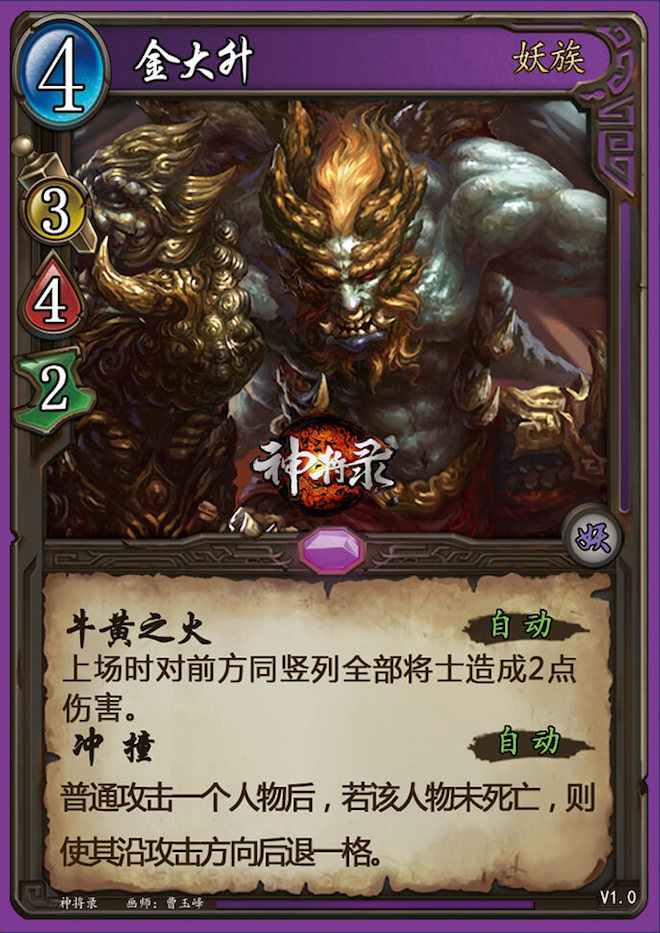 4 金大升 妖族
3
4
2
神将录
妖
牛黄之火 自动
上场时对前方同竖列全部将士造成2点
伤害。
冲撞 自动
普通攻击一个人物后，若该人物未死亡，则
使其沿攻击方向后退一格。
神将录 画师：曹玉峰 V1.0